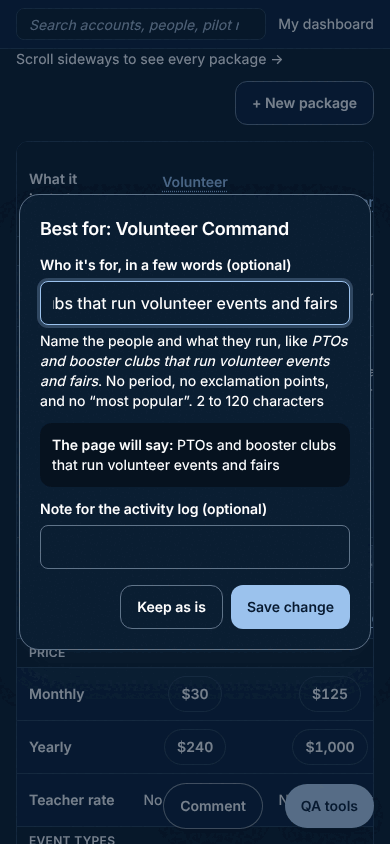 Search accounts, people, pilot
My dashboard
Scroll sideways to see every package →
+ New package
What it
Volunteer
Best for: Volunteer Command
Who it's for, in a few words (optional)
bs that run volunteer events and fairs
Name the people and what they run, like PTOs
and booster clubs that run volunteer events
and fairs. No period, no exclamation points,
and no “most popular”. 2 to 120 characters
The page will say: PTOs and booster clubs
that run volunteer events and fairs
Note for the activity log (optional)
Keep as is
Save change
PRICE
Monthly
$30
$125
Yearly
$240
$1,000
Teacher rate
No
Comment
QA tools
EVENT TYPES